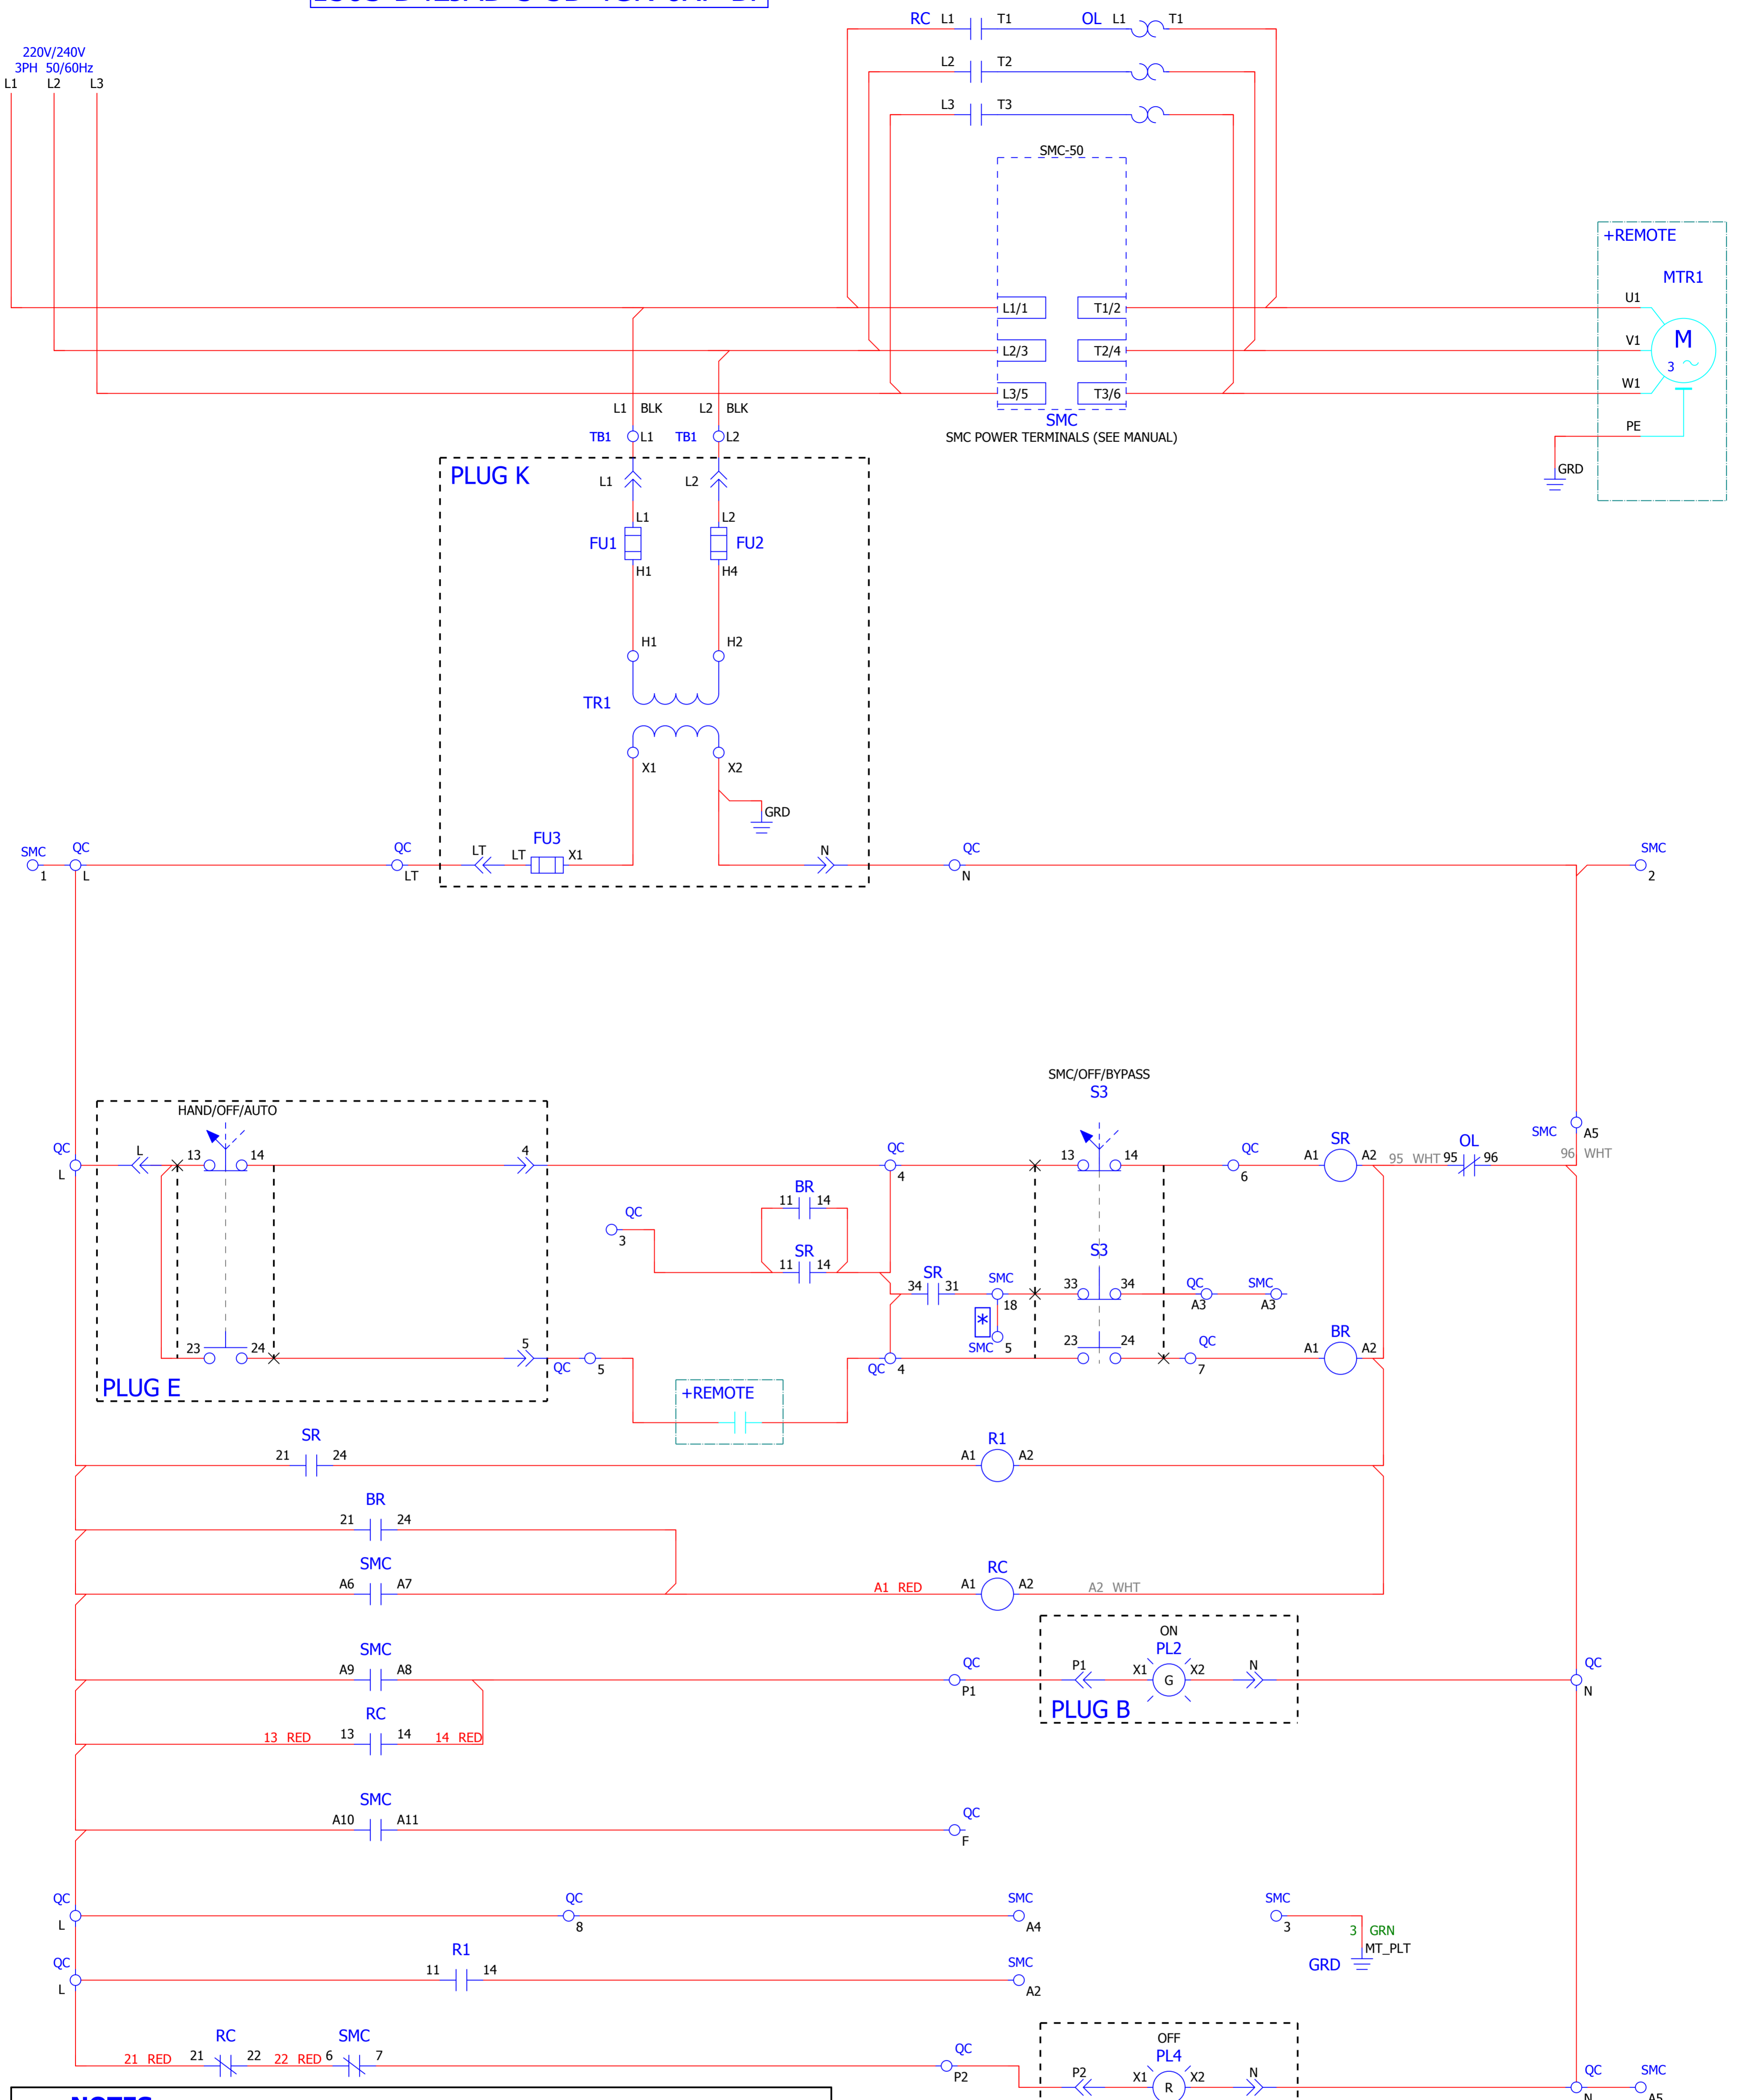 RC L1 T1 OL L1 T1
220V/240V
3PH 50/60Hz
L1 L2 L3
L2 T2
L3 T3
SMC-50
+REMOTE
MTR1
L1/1 T1/2 U1
M
3
L2/3 T2/4 V1
L3/5 T3/6 W1
SMC
SMC POWER TERMINALS (SEE MANUAL)
L1 BLK L2 BLK
PE
TB1 L1 TB1 L2
GRD
PLUG K
L1 L2
L1 L2
FU1 FU2
H1 H4
H1 H2
TR1
X1 X2
GRD
SMC QC QC LT LT FU3 X1 N QC SMC
1 L LT N 2
SMC/OFF/BYPASS
S3
HAND/OFF/AUTO
SMC A5
QC L 13 14 4 QC 13 14 QC SR OL
A1 A2 95 WHT 95 96 96 WHT
L 4 6
BR
11 14
QC
3
SR
11 14
S3
SR
34 31 SMC 33 34 QC SMC
18 A3 A3
*
SMC 5
23 24 5 QC 5 QC 4 23 24 QC 7 BR A1 A2
PLUG E
+REMOTE
SR
21 24
R1
A1 A2
BR
21 24
SMC
A6 A7
A1 RED
RC
A1 A2
A2 WHT
ON
PL2
SMC
A9 A8
QC
P1
P1 X1 G X2 N
QC
N
PLUG B
RC
13 RED 13 14 14 RED
SMC
A10 A11
QC
F
QC QC SMC SMC
L 8 A4 3
3 GRN
MT_PLT
GRD
QC
L
R1
11 14
SMC
A2
OFF
PL4
RC SMC
21 RED 21 22 22 RED 6 7
QC
P2
P2 X1 R X2 N
QC SMC
N A5